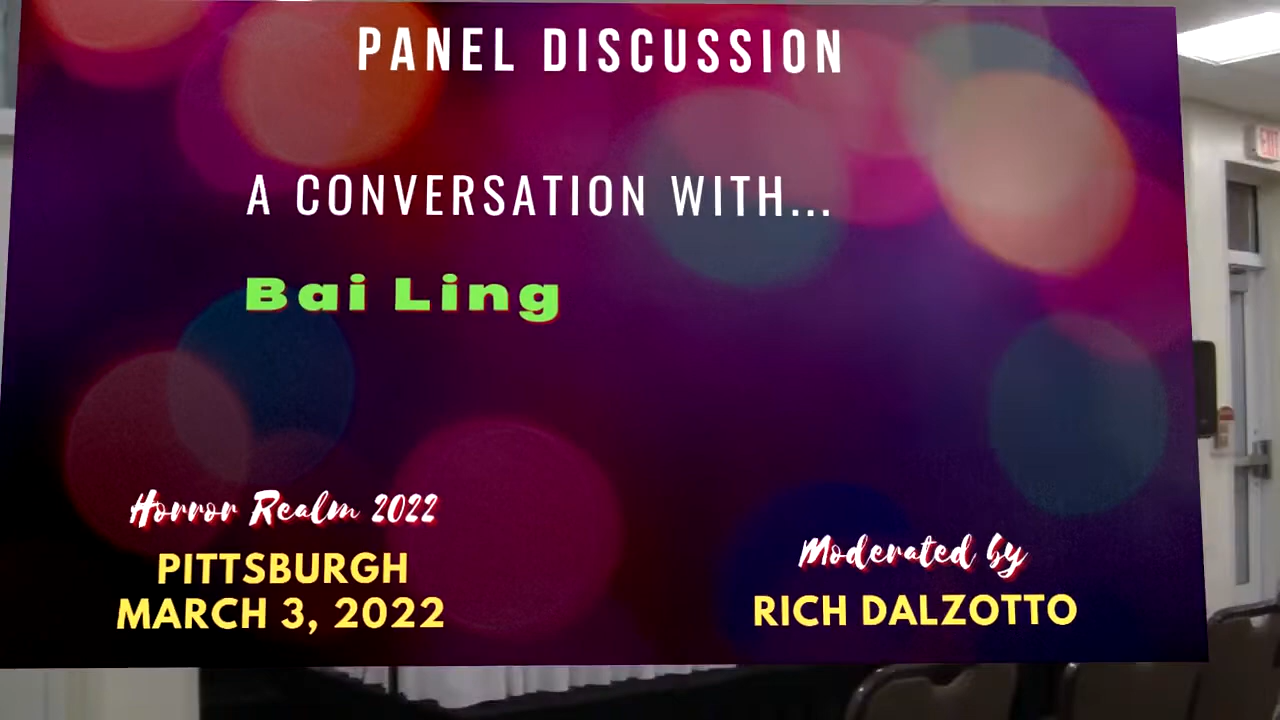 PANEL DISCUSSION
A CONVERSATION WITH...
Bai Ling
Horror Realm 2022
PITTSBURGH
MARCH 3, 2022
Moderated by
RICH DALZOTTO